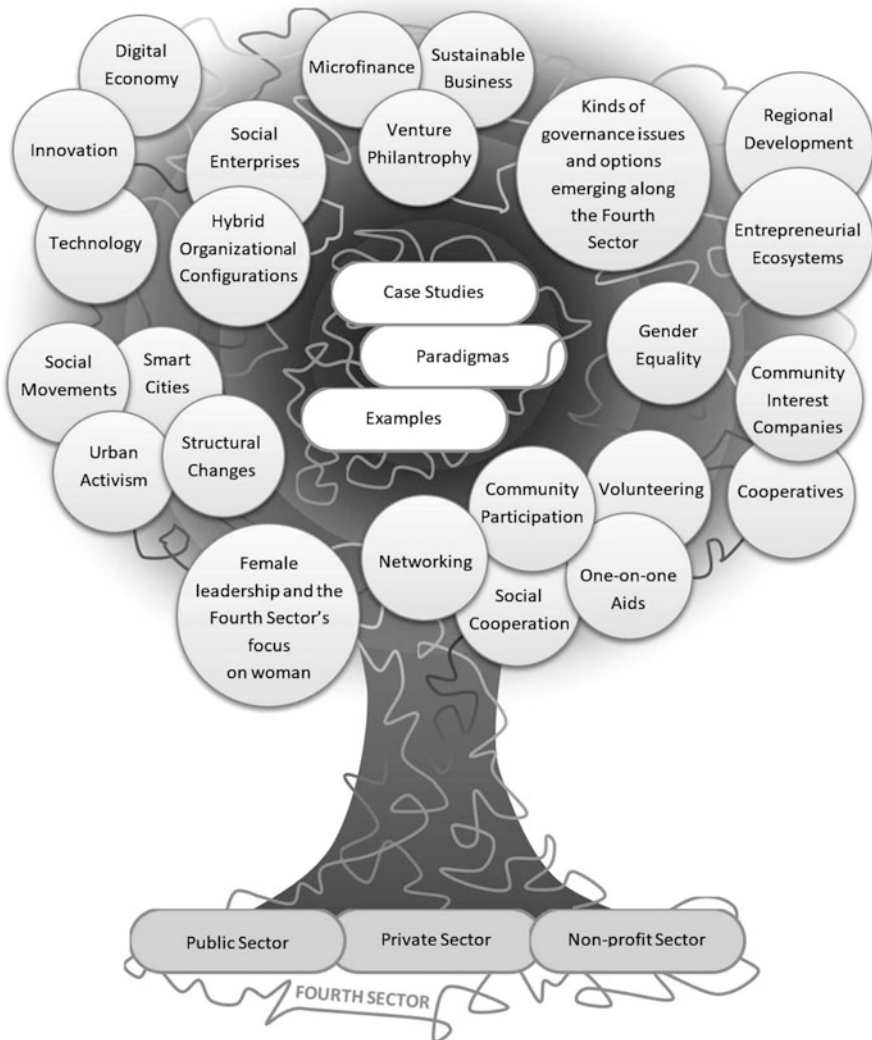 Digital
Economy
Microfinance
Sustainable
Business
Innovation
Social
Enterprises
Venture
Philantrophy
Kinds of
governance issues
and options
emerging along
the Fourth
Sector
Regional
Development
Technology
Hybrid
Organizational
Configurations
Entrepreneurial
Ecosystems
Case Studies
Paradigmas
Examples
Gender
Equality
Social
Movements
Smart
Cities
Community
Interest
Companies
Urban
Activism
Structural
Changes
Community
Participation
Volunteering
Cooperatives
Female
leadership and the
Fourth Sector’s
focus
on woman
Networking
Social
Cooperation
One-on-one
Aids
Public Sector
Private Sector
Non-profit Sector
FOURTH SECTOR